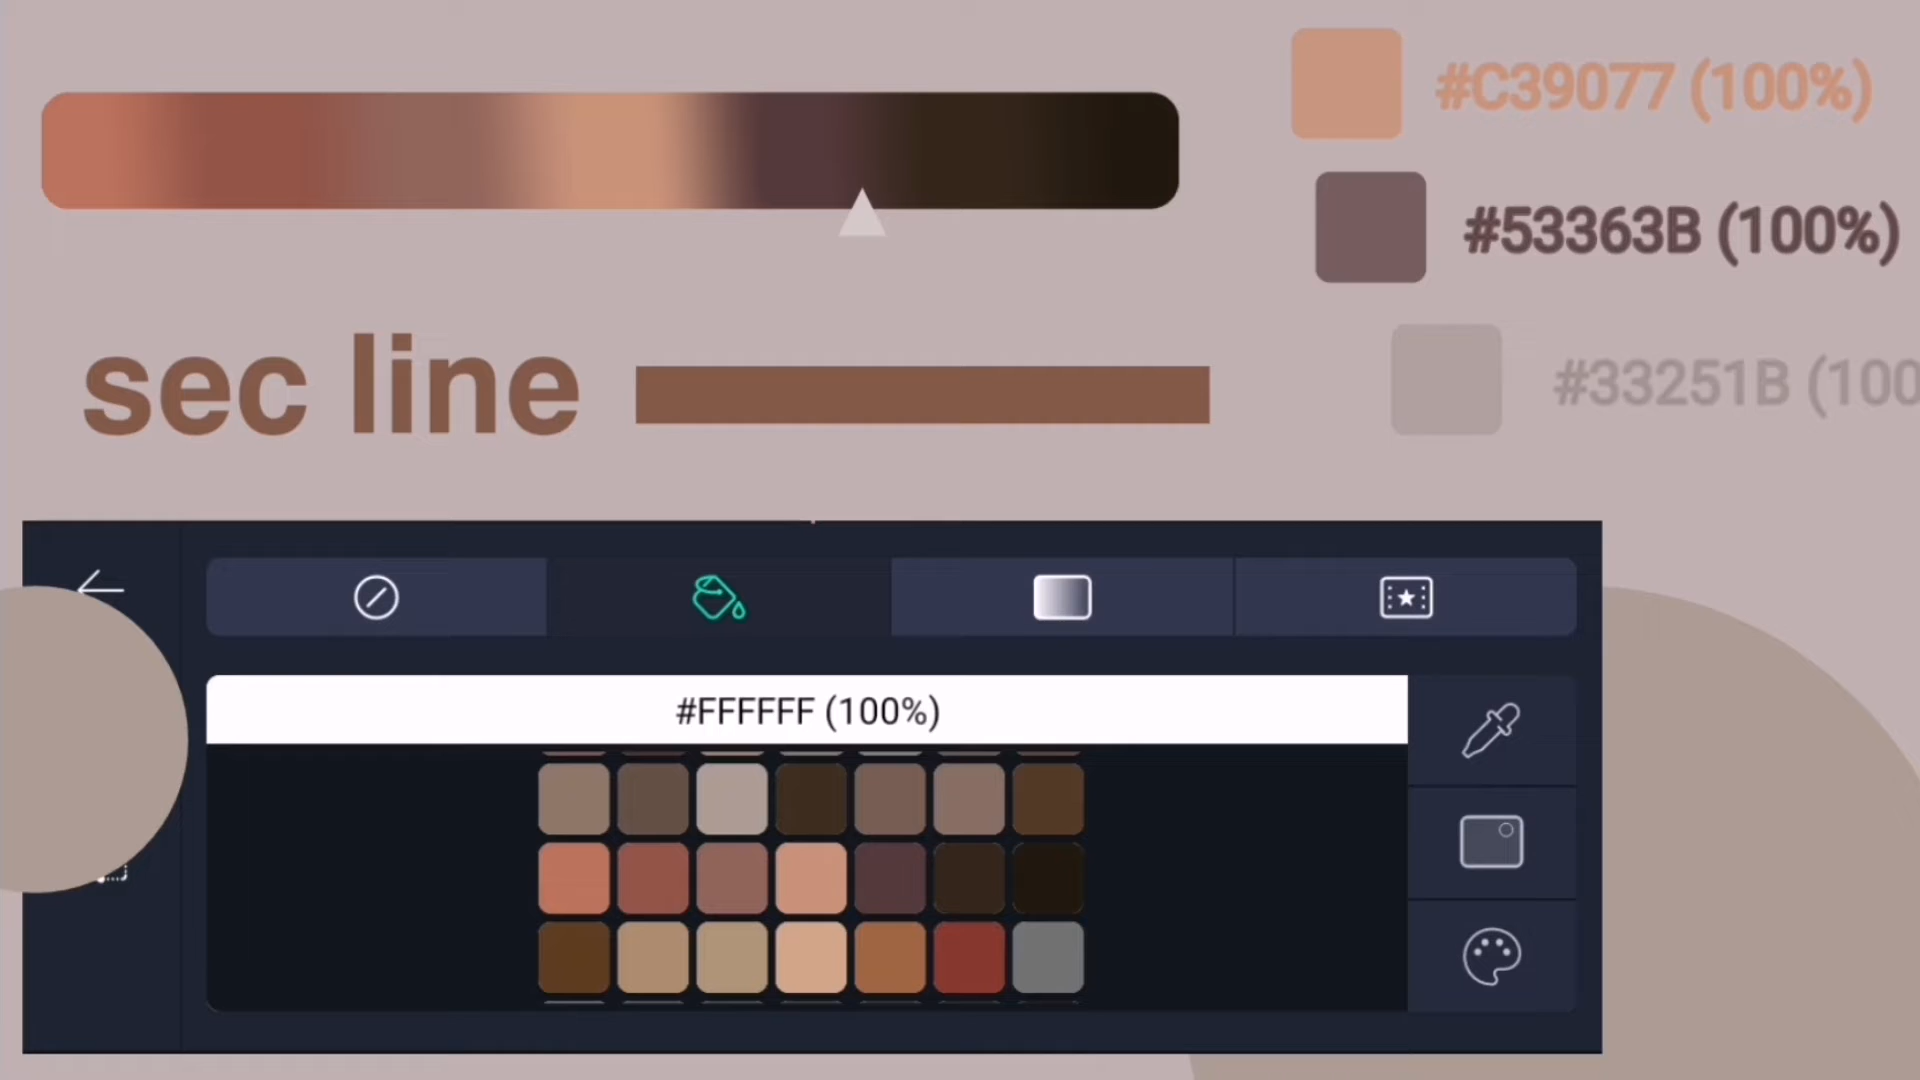 #C39077 (100%)
#53363B (100%)
#33251B (100
sec line
#FFFFFF (100%)